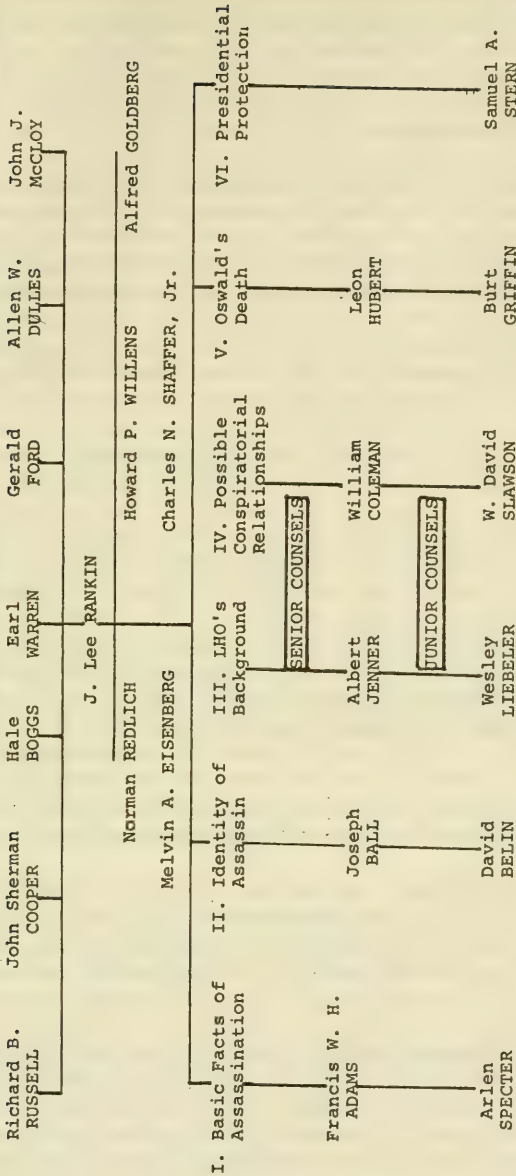 Richard B.
RUSSELL
John Sherman
COOPER
Hale
BOGGS
Earl
WARREN
Gerald
FORD
Allen W.
DULLES
John J.
McCLOY
J. Lee RANKIN
Norman REDLICH
Howard P. WILLENS
Alfred GOLDBERG
Melvin A. EISENBERG
Charles N. SHAFFER, Jr.
I. Basic Facts of
Assassination
II. Identity of
Assassin
III. LHO's
Background
IV. Possible
Conspiratorial
Relationships
V. Oswald's
Death
VI. Presidential
Protection
SENIOR COUNSELS
Francis W. H.
ADAMS
Joseph
BALL
Albert
JENNER
William
COLEMAN
Leon
HUBERT
JUNIOR COUNSELS
Arlen
SPECTER
David
BELIN
Wesley
LIEBELER
W. David
SLAWSON
Burt
GRIFFIN
Samuel A.
STERN